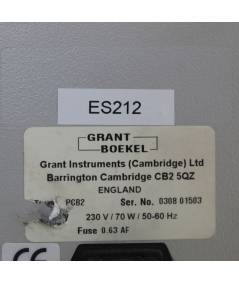 ES212
GRANT
BOEKEL
Grant Instruments (Cambridge) Ltd
Barrington Cambridge CB2 5QZ
ENGLAND
PCB2 Ser. No. 0308 01503
230 V / 70 W / 50-60 Hz
Fuse 0.63 AF
CE